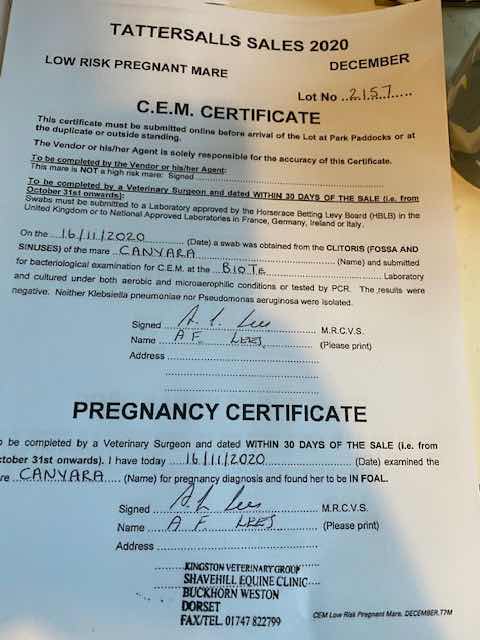 TATTERSALLS SALES 2020
LOW RISK PREGNANT MARE
DECEMBER
Lot No ..2157.....
C.E.M. CERTIFICATE
This certificate must be submitted online before arrival of the Lot at Park Paddocks or at
the duplicate or outside standing.
The Vendor or his/her Agent is solely responsible for the accuracy of this Certificate.
To be completed by the Vendor or his/her Agent:
This mare is NOT a high risk mare: Signed ..........
To be completed by a Veterinary Surgeon and dated WITHIN 30 DAYS OF THE SALE (i.e. from
October 31st onwards):
Swabs must be submitted to a Laboratory approved by the Horserace Betting Levy Board (HBLB) in the
United Kingdom or to National Approved Laboratories in France, Germany, Ireland or Italy.
On the ..16/11/2020.......... (Date) a swab was obtained from the CLITORIS (FOSSA AND
SINUSES) of the mare ..CANYARA.......... (Name) and submitted
for bacteriological examination for C.E.M. at the ..BIOTE.......... Laboratory
and cultured under both aerobic and microaerophilic conditions or tested by PCR. The results were
negative. Neither Klebsiella pneumoniae nor Pseudomonas aeruginosa were isolated.
Signed .......... M.R.C.V.S.
Name ..A F. LEES.......... (Please print)
Address ..........
PREGNANCY CERTIFICATE
o be completed by a Veterinary Surgeon and dated WITHIN 30 DAYS OF THE SALE (i.e. from
ctober 31st onwards). I have today ..16/11/2020.......... (Date) examined the
re ..CANYARA..... (Name) for pregnancy diagnosis and found her to be IN FOAL.
Signed .......... M.R.C.V.S.
Name ..A F. LEES.......... (Please print)
Address ..........
KINGSTON VETERINARY GROUP
SHAVEHILL EQUINE CLINIC
BUCKHORN WESTON
DORSET
FAX/TEL. 01747 822799
CEM Low Risk Pregnant Mare. DECEMBER.T7M